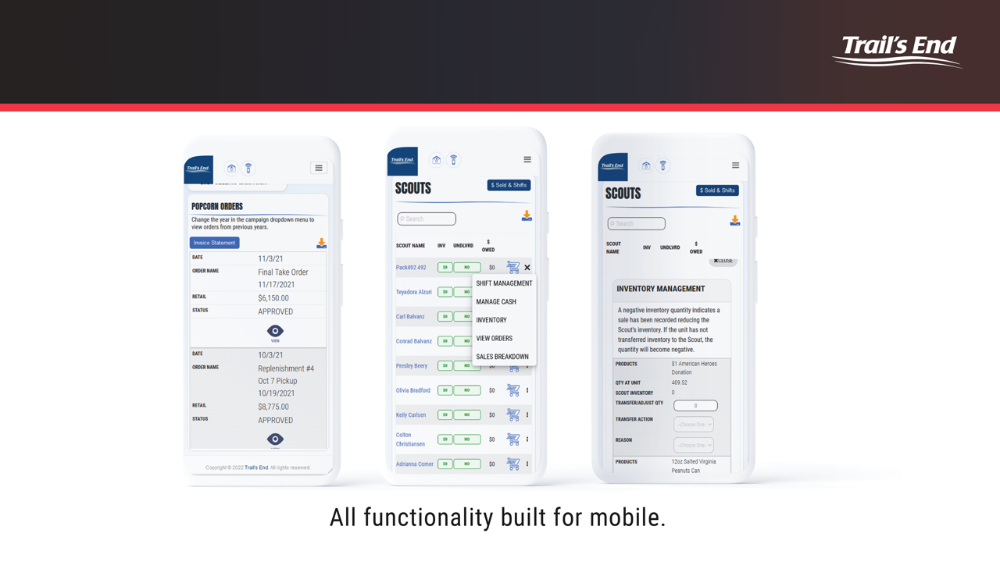 Trail's End
Trail's End
POPCORN ORDERS
Change the year in the campaign dropdown menu to
view orders from previous years.
Invoice Statement
DATE 11/3/21
ORDER NAME Final Take Order
11/17/2021
RETAIL $6,150.00
STATUS APPROVED
VIEW
DATE 10/3/21
ORDER NAME Replenishment #4
Oct 7 Pickup
10/19/2021
RETAIL $8,775.00
STATUS APPROVED
Copyright © 2022 Trail's End. All rights reserved.
Trail's End
SCOUTS
$ Sold & Shifts
Search
SCOUT NAME INV UNDLVRD $ OWED
Pack492 492 $0 NO $0
SHIFT MANAGEMENT
MANAGE CASH
INVENTORY
VIEW ORDERS
SALES BREAKDOWN
Teyadora Alzuri $0 NO
Carl Balvanz $0 NO
Conrad Balvanz $0 NO
Presley Beery $0 NO $0
Olivia Bradford $0 NO $0
Keily Carlsen $0 NO $0
Colton
Christiansen $0 NO $0
Adrianna Comer $0 NO $0
Trail's End
SCOUTS
$ Sold & Shifts
Search
SCOUT
NAME INV UNDLVRD $ OWED
✖CLOSE
INVENTORY MANAGEMENT
A negative inventory quantity indicates a
sale has been recorded reducing the
Scout's inventory. If the unit has not
transferred inventory to the Scout, the
quantity will become negative.
PRODUCTS $1 American Heroes
Donation
QTY AT UNIT 409.52
SCOUT INVENTORY 0
TRANSFER/ADJUST QTY 0
TRANSFER ACTION --Choose One-
REASON --Choose One-
PRODUCTS 12oz Salted Virginia
Peanuts Can
All functionality built for mobile.